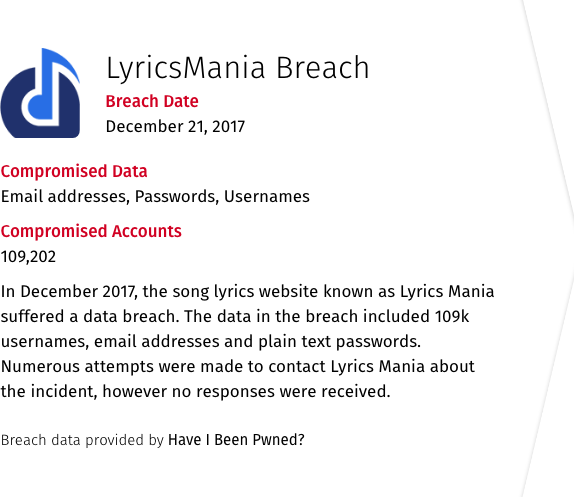 LyricsMania Breach
Breach Date
December 21, 2017
Compromised Data
Email addresses, Passwords, Usernames
Compromised Accounts
109,202
In December 2017, the song lyrics website known as Lyrics Mania
suffered a data breach. The data in the breach included 109k
usernames, email addresses and plain text passwords.
Numerous attempts were made to contact Lyrics Mania about
the incident, however no responses were received.
Breach data provided by Have I Been Pwned?